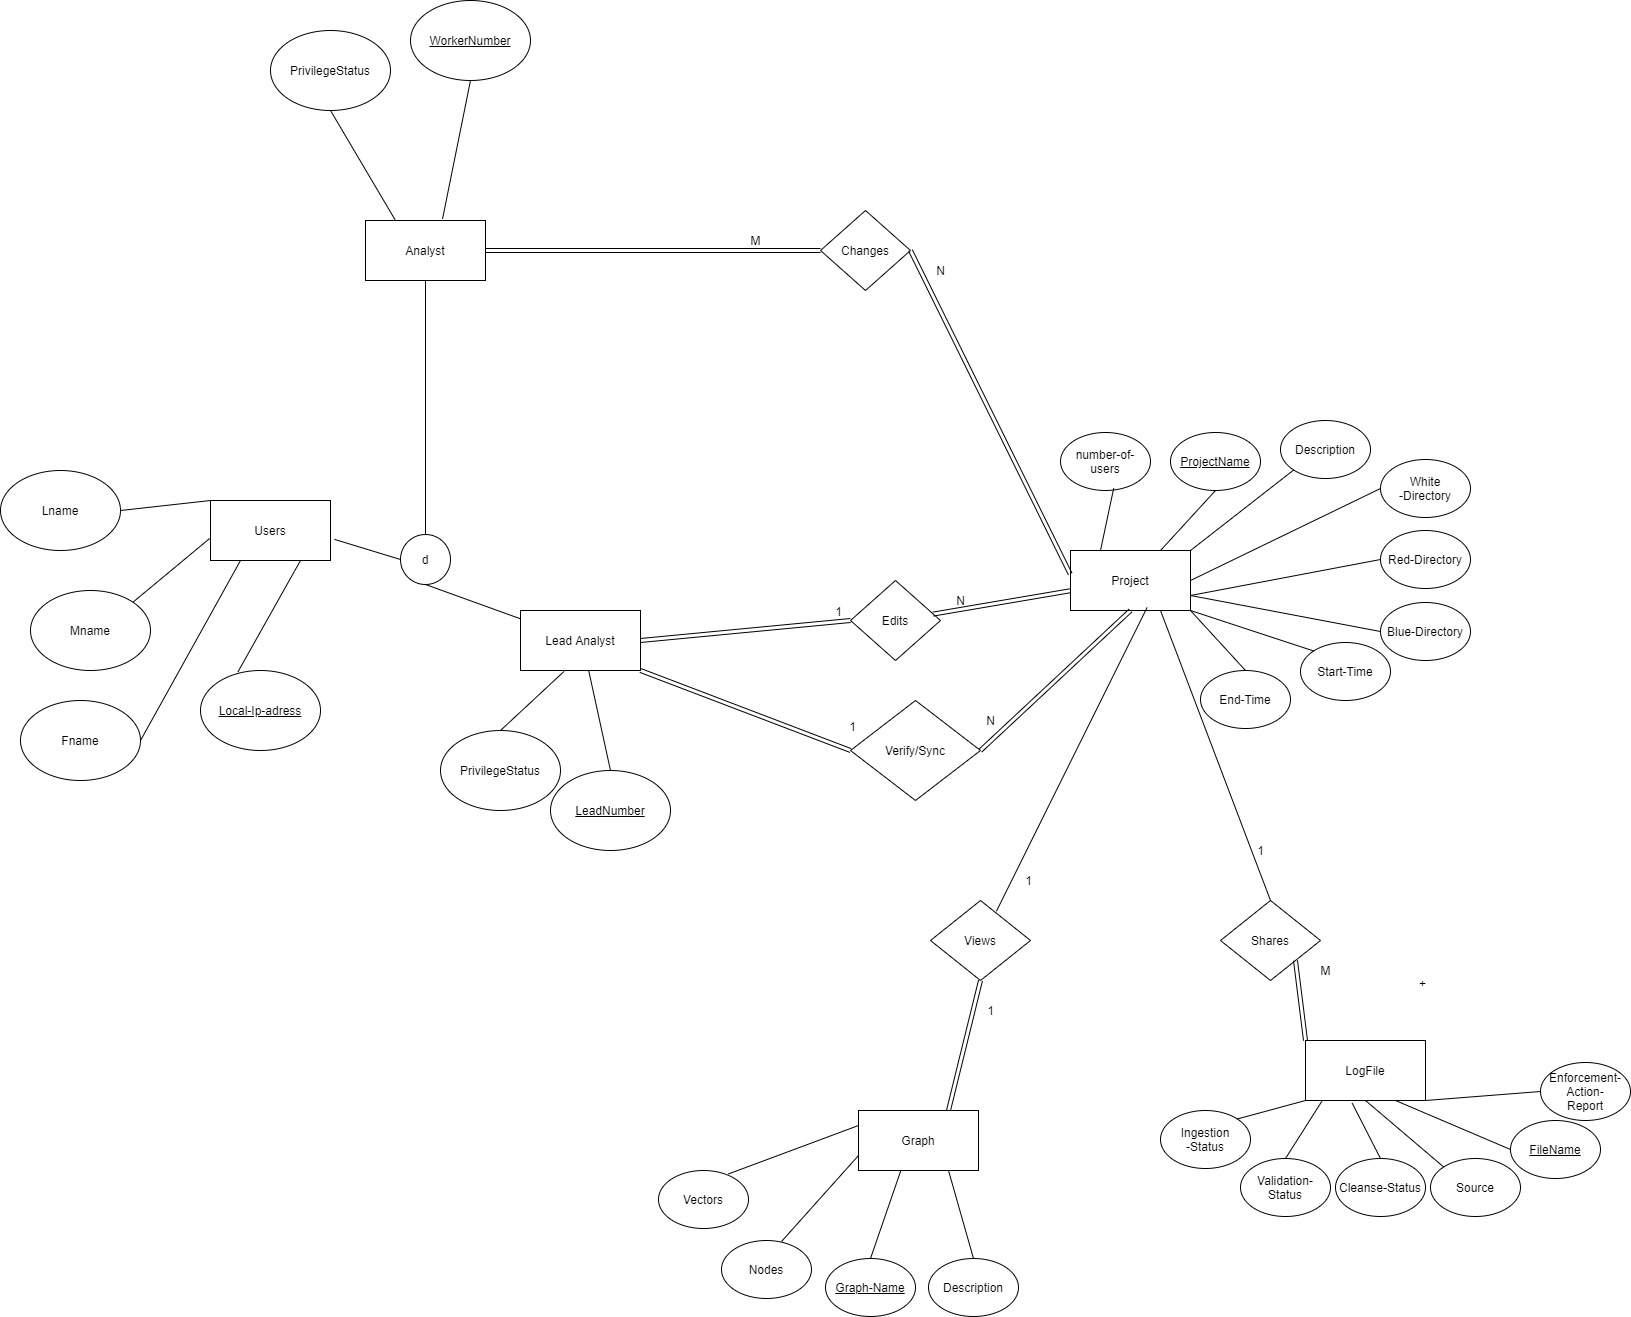 WorkerNumber
PrivilegeStatus
Analyst
M
Changes
N
number-of-
users
ProjectName
Description
White
-Directory
Lname
Users
d
Red-Directory
Project
Mname
Lead Analyst
1
Edits
N
Blue-Directory
Start-Time
Local-Ip-adress
End-Time
Fname
1
Verify/Sync
N
PrivilegeStatus
LeadNumber
1
1
Views
Shares
M
+
1
LogFile
Enforcement-
Action-
Report
Graph
Ingestion
-Status
FileName
Validation-
Status
Cleanse-Status
Source
Vectors
Nodes
Graph-Name
Description